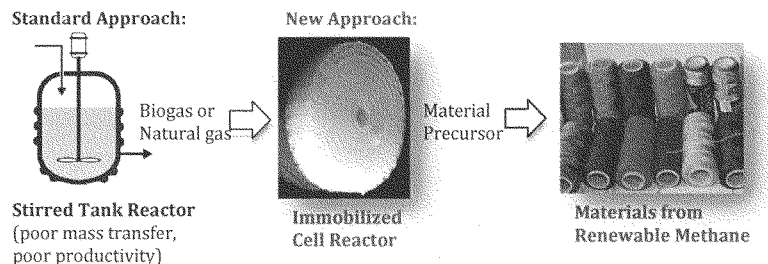 Standard Approach:
New Approach:
Biogas or
Natural gas
Material
Precursor
Stirred Tank Reactor
(poor mass transfer,
poor productivity)
Immobilized
Cell Reactor
Materials from
Renewable Methane